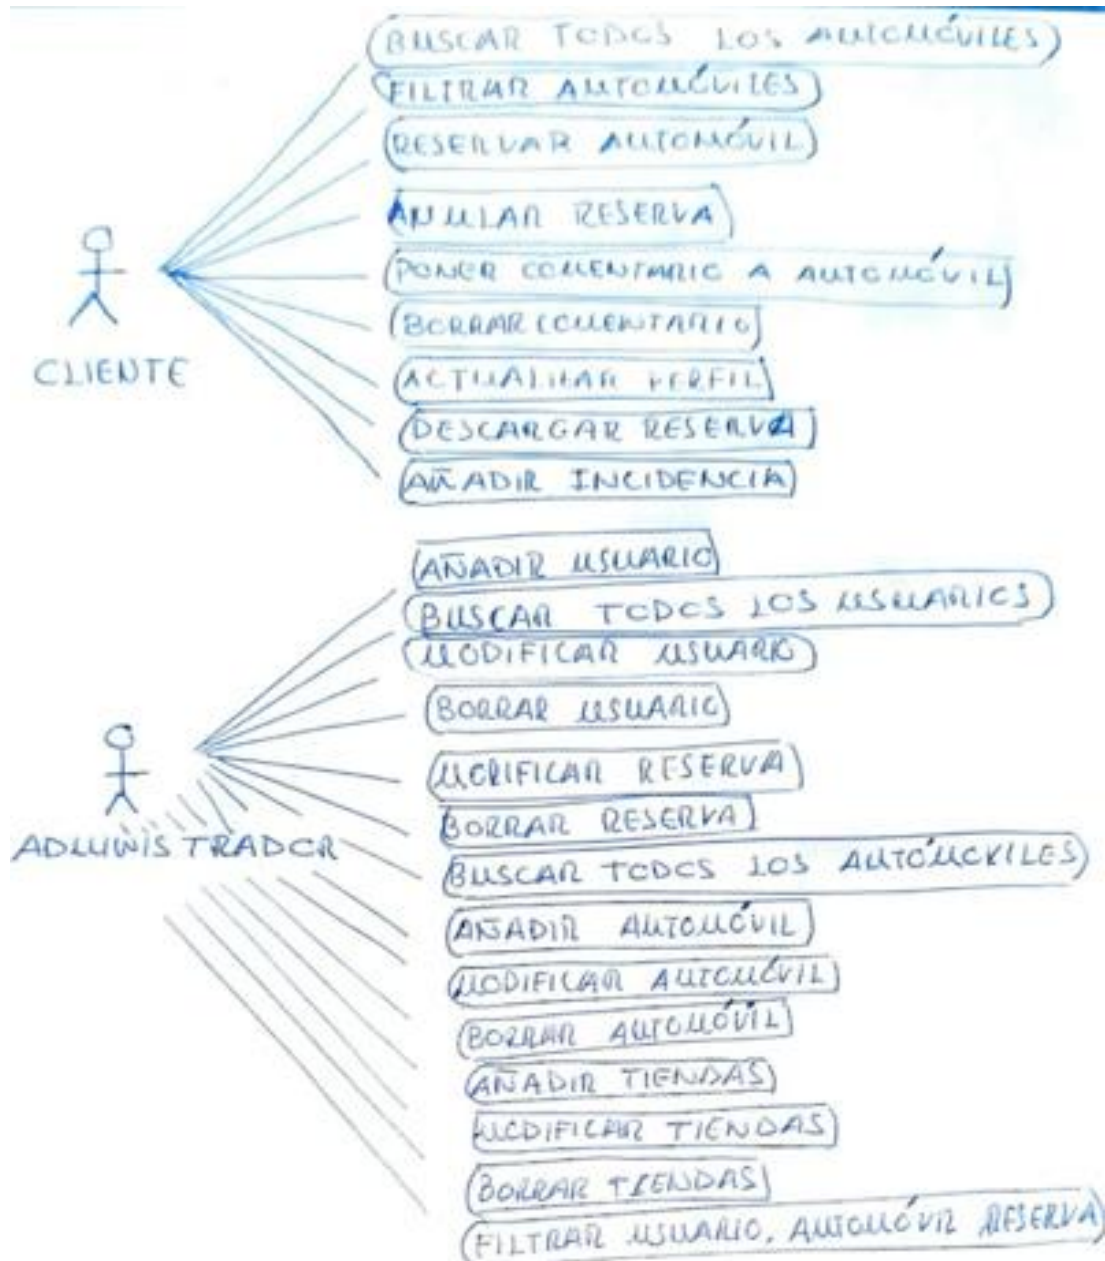 BUSCAR TODOS LOS AUTOMÓVILES
FILTRAR AUTOMÓVILES
RESERVAR AUTOMÓVIL
ANULAR RESERVA
PONER COMENTARIO A AUTOMÓVIL
BORRAR COMENTARIO
ACTUALIZAR PERFIL
DESCARGAR RESERVA
AÑADIR INCIDENCIA
CLIENTE
AÑADIR USUARIO
BUSCAR TODOS LOS USUARIOS
MODIFICAR USUARIO
BORRAR USUARIO
MODIFICAR RESERVA
BORRAR RESERVA
BUSCAR TODOS LOS AUTÓMOVILES
AÑADIR AUTOMÓVIL
MODIFICAR AUTOMÓVIL
BORRAR AUTOMÓVIL
AÑADIR TIENDAS
MODIFICAR TIENDAS
BORRAR TIENDAS
FILTRAR USUARIO, AUTOMÓVIL RESERVA
ADMINISTRADOR